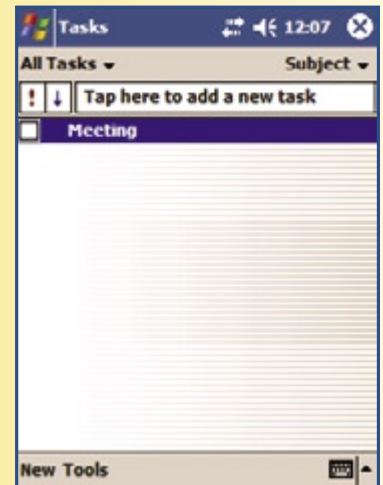 Tasks 12:07
All Tasks Subject
! ↓ Tap here to add a new task
Meeting
New Tools